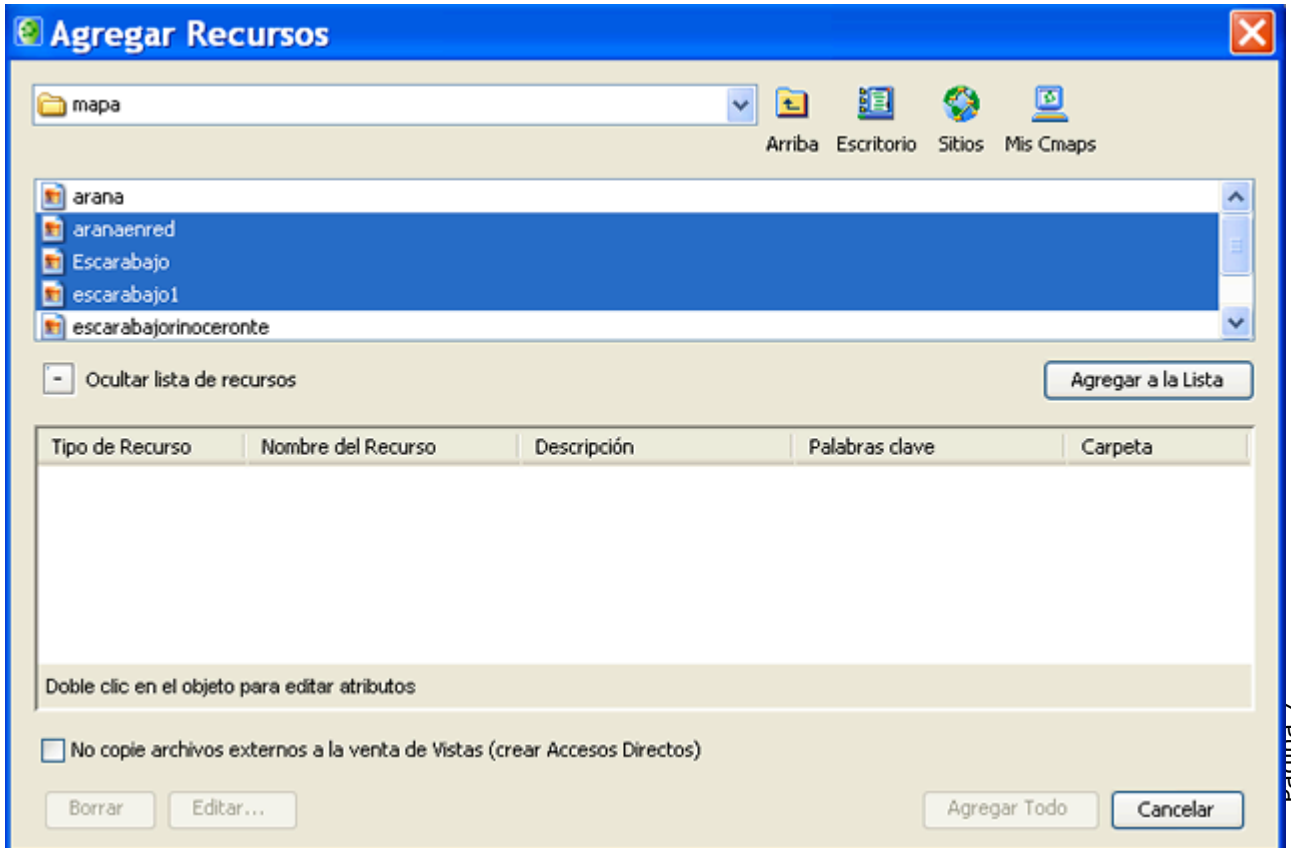 Agregar Recursos
mapa
Arriba Escritorio Sitios Mis Cmaps
arana
aranaenred
Escarabajo
escarabajo1
escarabajorinoceronte
- Ocultar lista de recursos Agregar a la Lista
Tipo de Recurso Nombre del Recurso Descripción Palabras clave Carpeta
Doble clic en el objeto para editar atributos
No copie archivos externos a la venta de Vistas (crear Accesos Directos)
Borrar Editar... Agregar Todo Cancelar